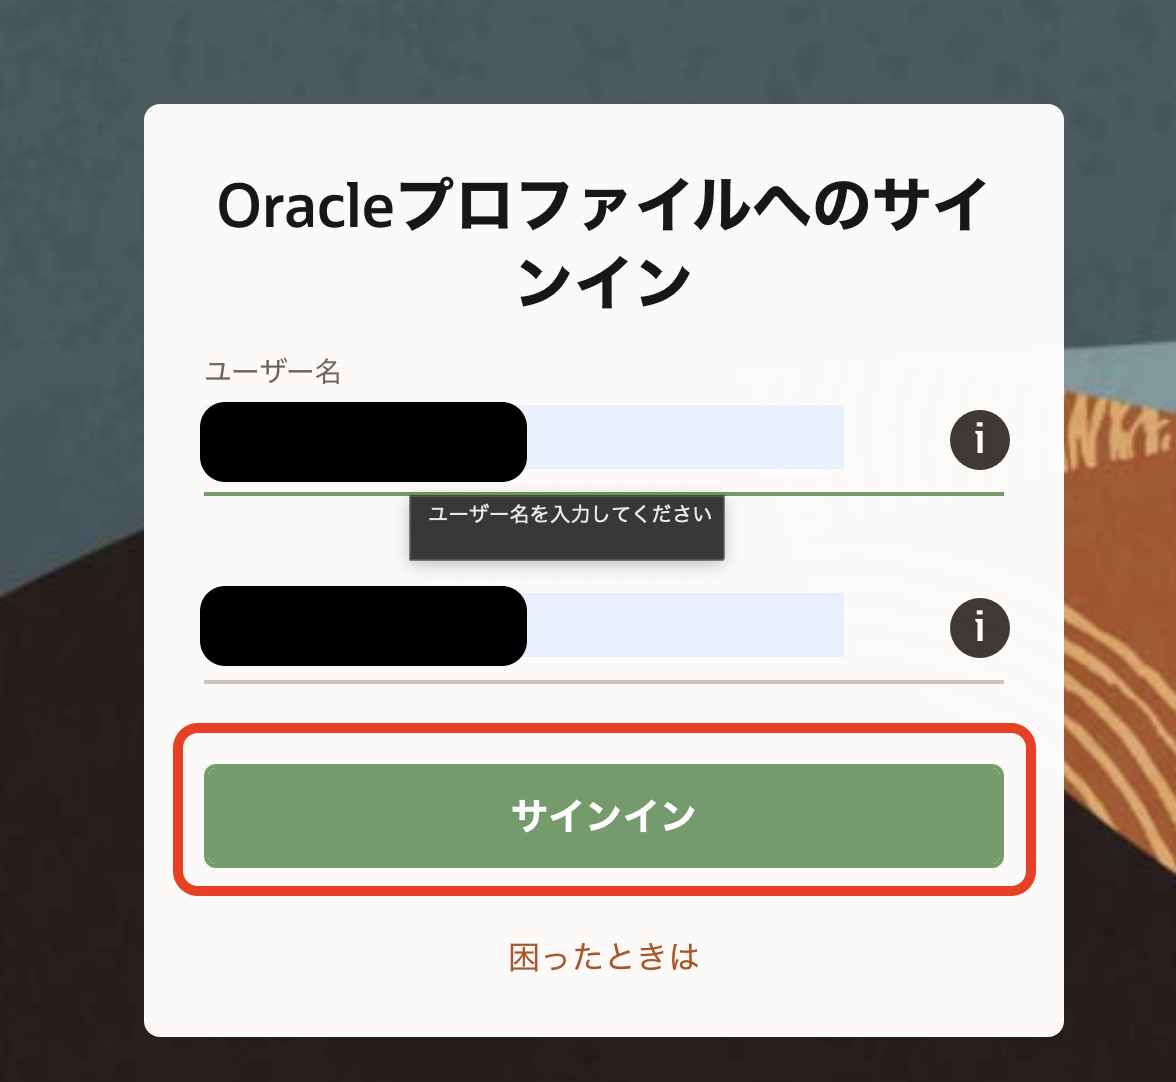 Oracleプロファイルへのサイ
ンイン
ユーザー名
i
ユーザー名を入力してください
i
サインイン
困ったときは